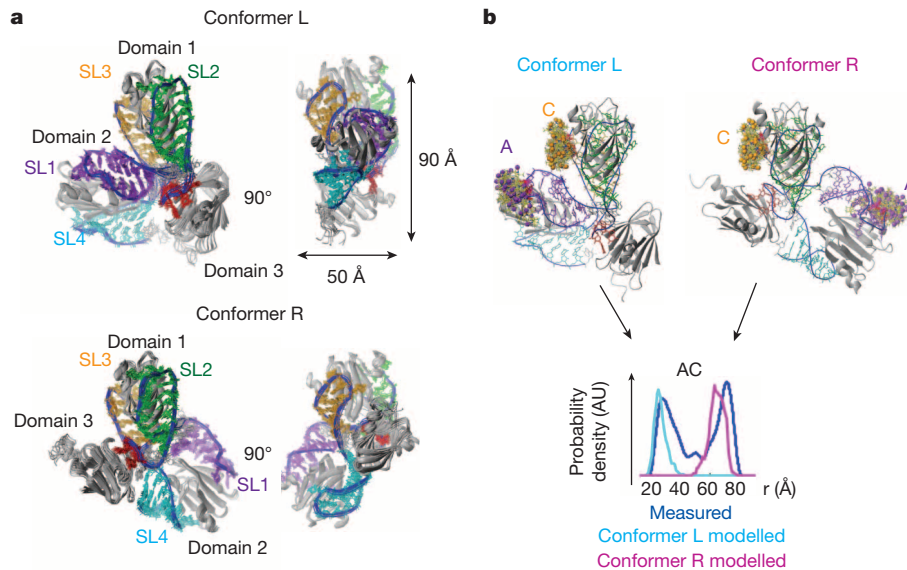 a
Conformer L
Domain 1
SL3
SL2
Domain 2
SL1
90°
SL4
Domain 3
90 Å
50 Å
Conformer R
Domain 1
SL3
SL2
Domain 3
90°
SL1
SL4
Domain 2
b
Conformer L
Conformer R
C
A
C
A
AC
Probability
density (AU)
20 40 60 80 r (Å)
Measured
Conformer L modelled
Conformer R modelled